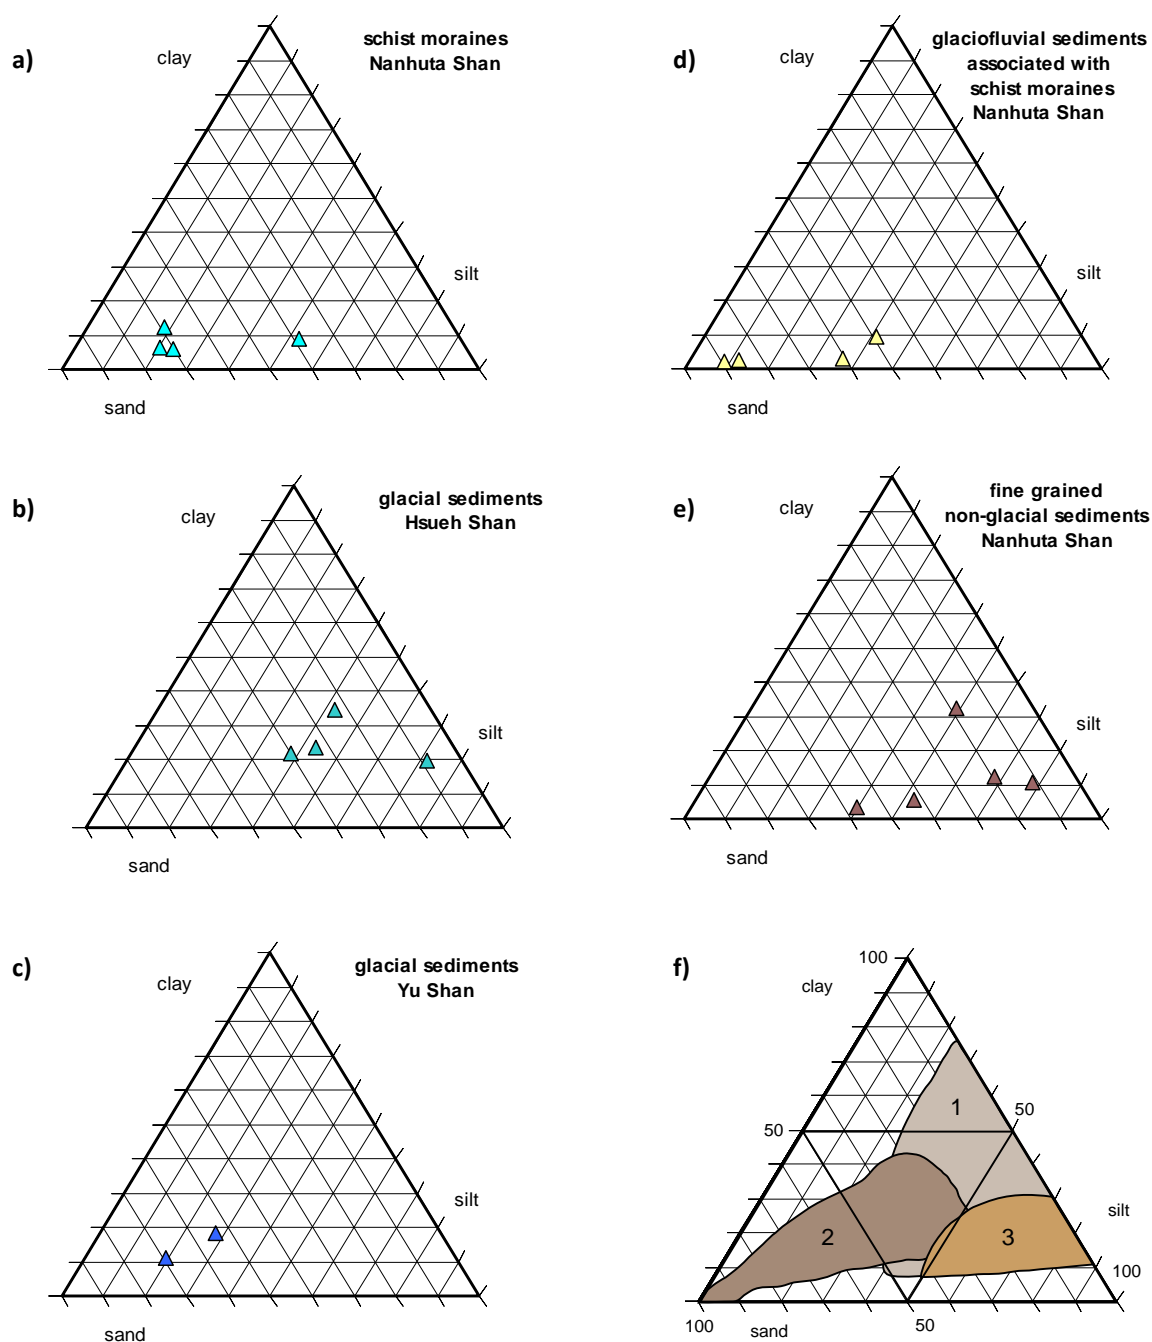 a)
schist moraines
Nanhuta Shan
clay
silt
sand
d)
glaciofluvial sediments
associated with
schist moraines
Nanhuta Shan
clay
silt
sand
b)
glacial sediments
Hsueh Shan
clay
silt
sand
e)
fine grained
non-glacial sediments
Nanhuta Shan
clay
silt
sand
c)
glacial sediments
Yu Shan
clay
silt
sand
f)
100
clay
1
50
50
silt
2
3
100
100
sand
50